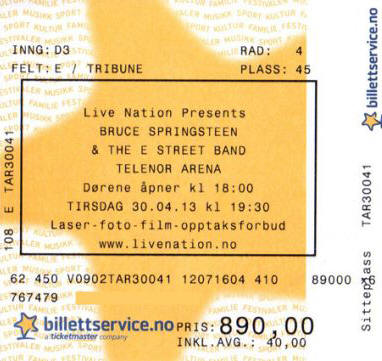 INNG: D3 RAD: 4
FELT: E / TRIBUNE PLASS: 45
Live Nation Presents
BRUCE SPRINGSTEEN
& THE E STREET BAND
TELENOR ARENA
Dørene åpner kl 18:00
TIRSDAG 30.04.13 kl 19:30
Laser-foto-film-opptaksforbud
www.livenation.no
62 450 V0902TAR30041 12071604 410 89000
767479
billettservice.no
a ticketmaster company
PRIS: 890,00
INKL.AVG.: 40,00
108 E TAR30041
billettservice.no
Sitteplass TAR30041